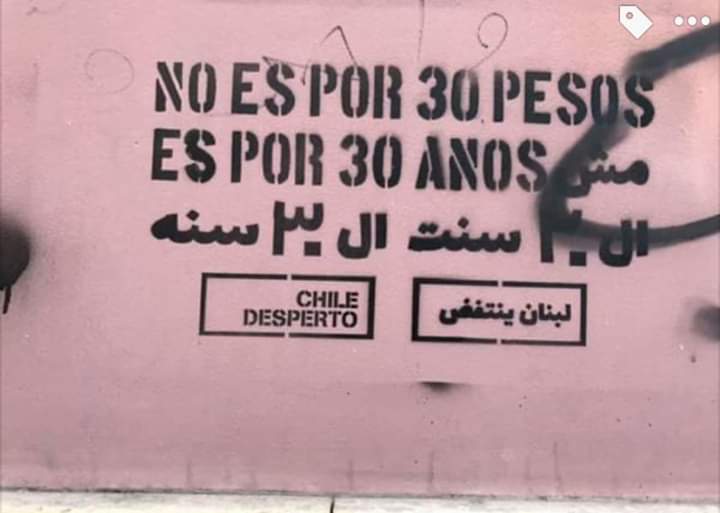 NO ES POR 30 PESOS
ES POR 30 ANOS مش
ال ٢٠ سنت ال ٣٠ سنه
CHILE
DESPERTO
لبنان ينتفض